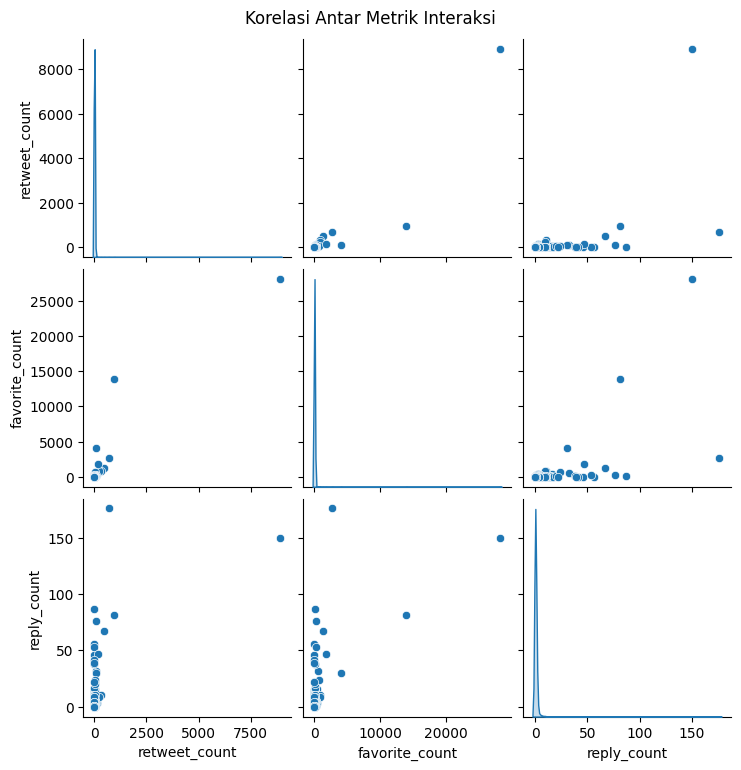 Korelasi Antar Metrik Interaksi
retweet_count
8000
6000
4000
2000
0
favorite_count
25000
20000
15000
10000
5000
0
reply_count
150
100
50
0
0 2500 5000 7500
retweet_count
0 10000 20000
favorite_count
0 50 100 150
reply_count